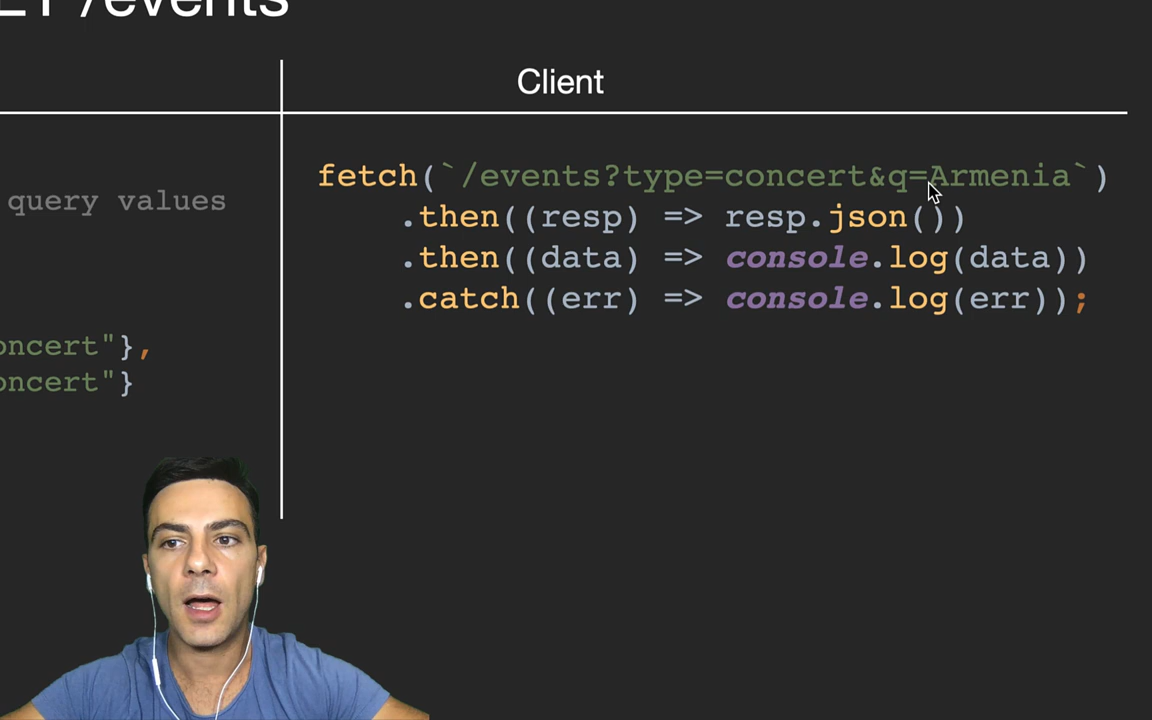 /events
Client
fetch(`/events?type=concert&q=Armenia`)
query values
.then((resp) => resp.json())
.then((data) => console.log(data))
.catch((err) => console.log(err));
oncert"},
oncert"}